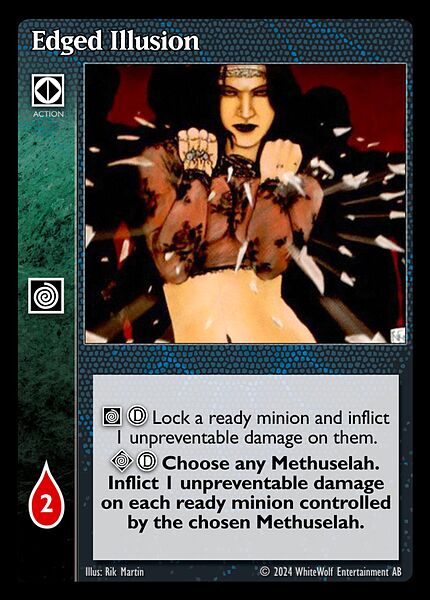 Edged Illusion
ACTION
D Lock a ready minion and inflict
1 unpreventable damage on them.
D Choose any Methuselah.
Inflict 1 unpreventable damage
on each ready minion controlled
by the chosen Methuselah.
2
Illus: Rik Martin
© 2024 WhiteWolf Entertainment AB